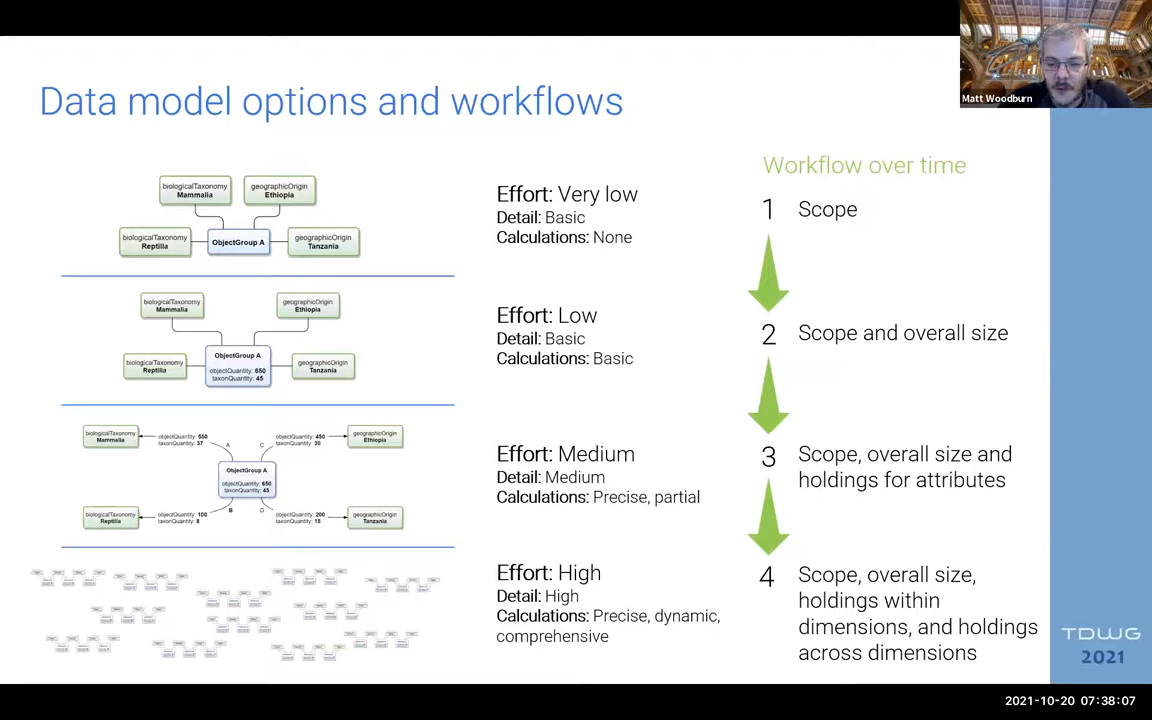 Matt Woodburn
Data model options and workflows
Workflow over time
biologicalTaxonomy
Mammalia
geographicOrigin
Ethiopia
biologicalTaxonomy
Reptilia
ObjectGroup A
geographicOrigin
Tanzania
Effort: Very low
Detail: Basic
Calculations: None
1 Scope
biologicalTaxonomy
Mammalia
geographicOrigin
Ethiopia
biologicalTaxonomy
Reptilia
ObjectGroup A
objectQuantity: 650
taxonQuantity: 45
geographicOrigin
Tanzania
Effort: Low
Detail: Basic
Calculations: Basic
2 Scope and overall size
biologicalTaxonomy
Mammalia
objectQuantity: 550
taxonQuantity: 37
A
C
objectQuantity: 450
taxonQuantity: 30
geographicOrigin
Ethiopia
ObjectGroup A
objectQuantity: 650
taxonQuantity: 45
biologicalTaxonomy
Reptilia
objectQuantity: 100
taxonQuantity: 8
B
D
objectQuantity: 200
taxonQuantity: 15
geographicOrigin
Tanzania
Effort: Medium
Detail: Medium
Calculations: Precise, partial
3 Scope, overall size and
holdings for attributes
Effort: High
Detail: High
Calculations: Precise, dynamic,
comprehensive
4 Scope, overall size,
holdings within
dimensions, and holdings
across dimensions
TDWG
2021
2021-10-20 07:38:07